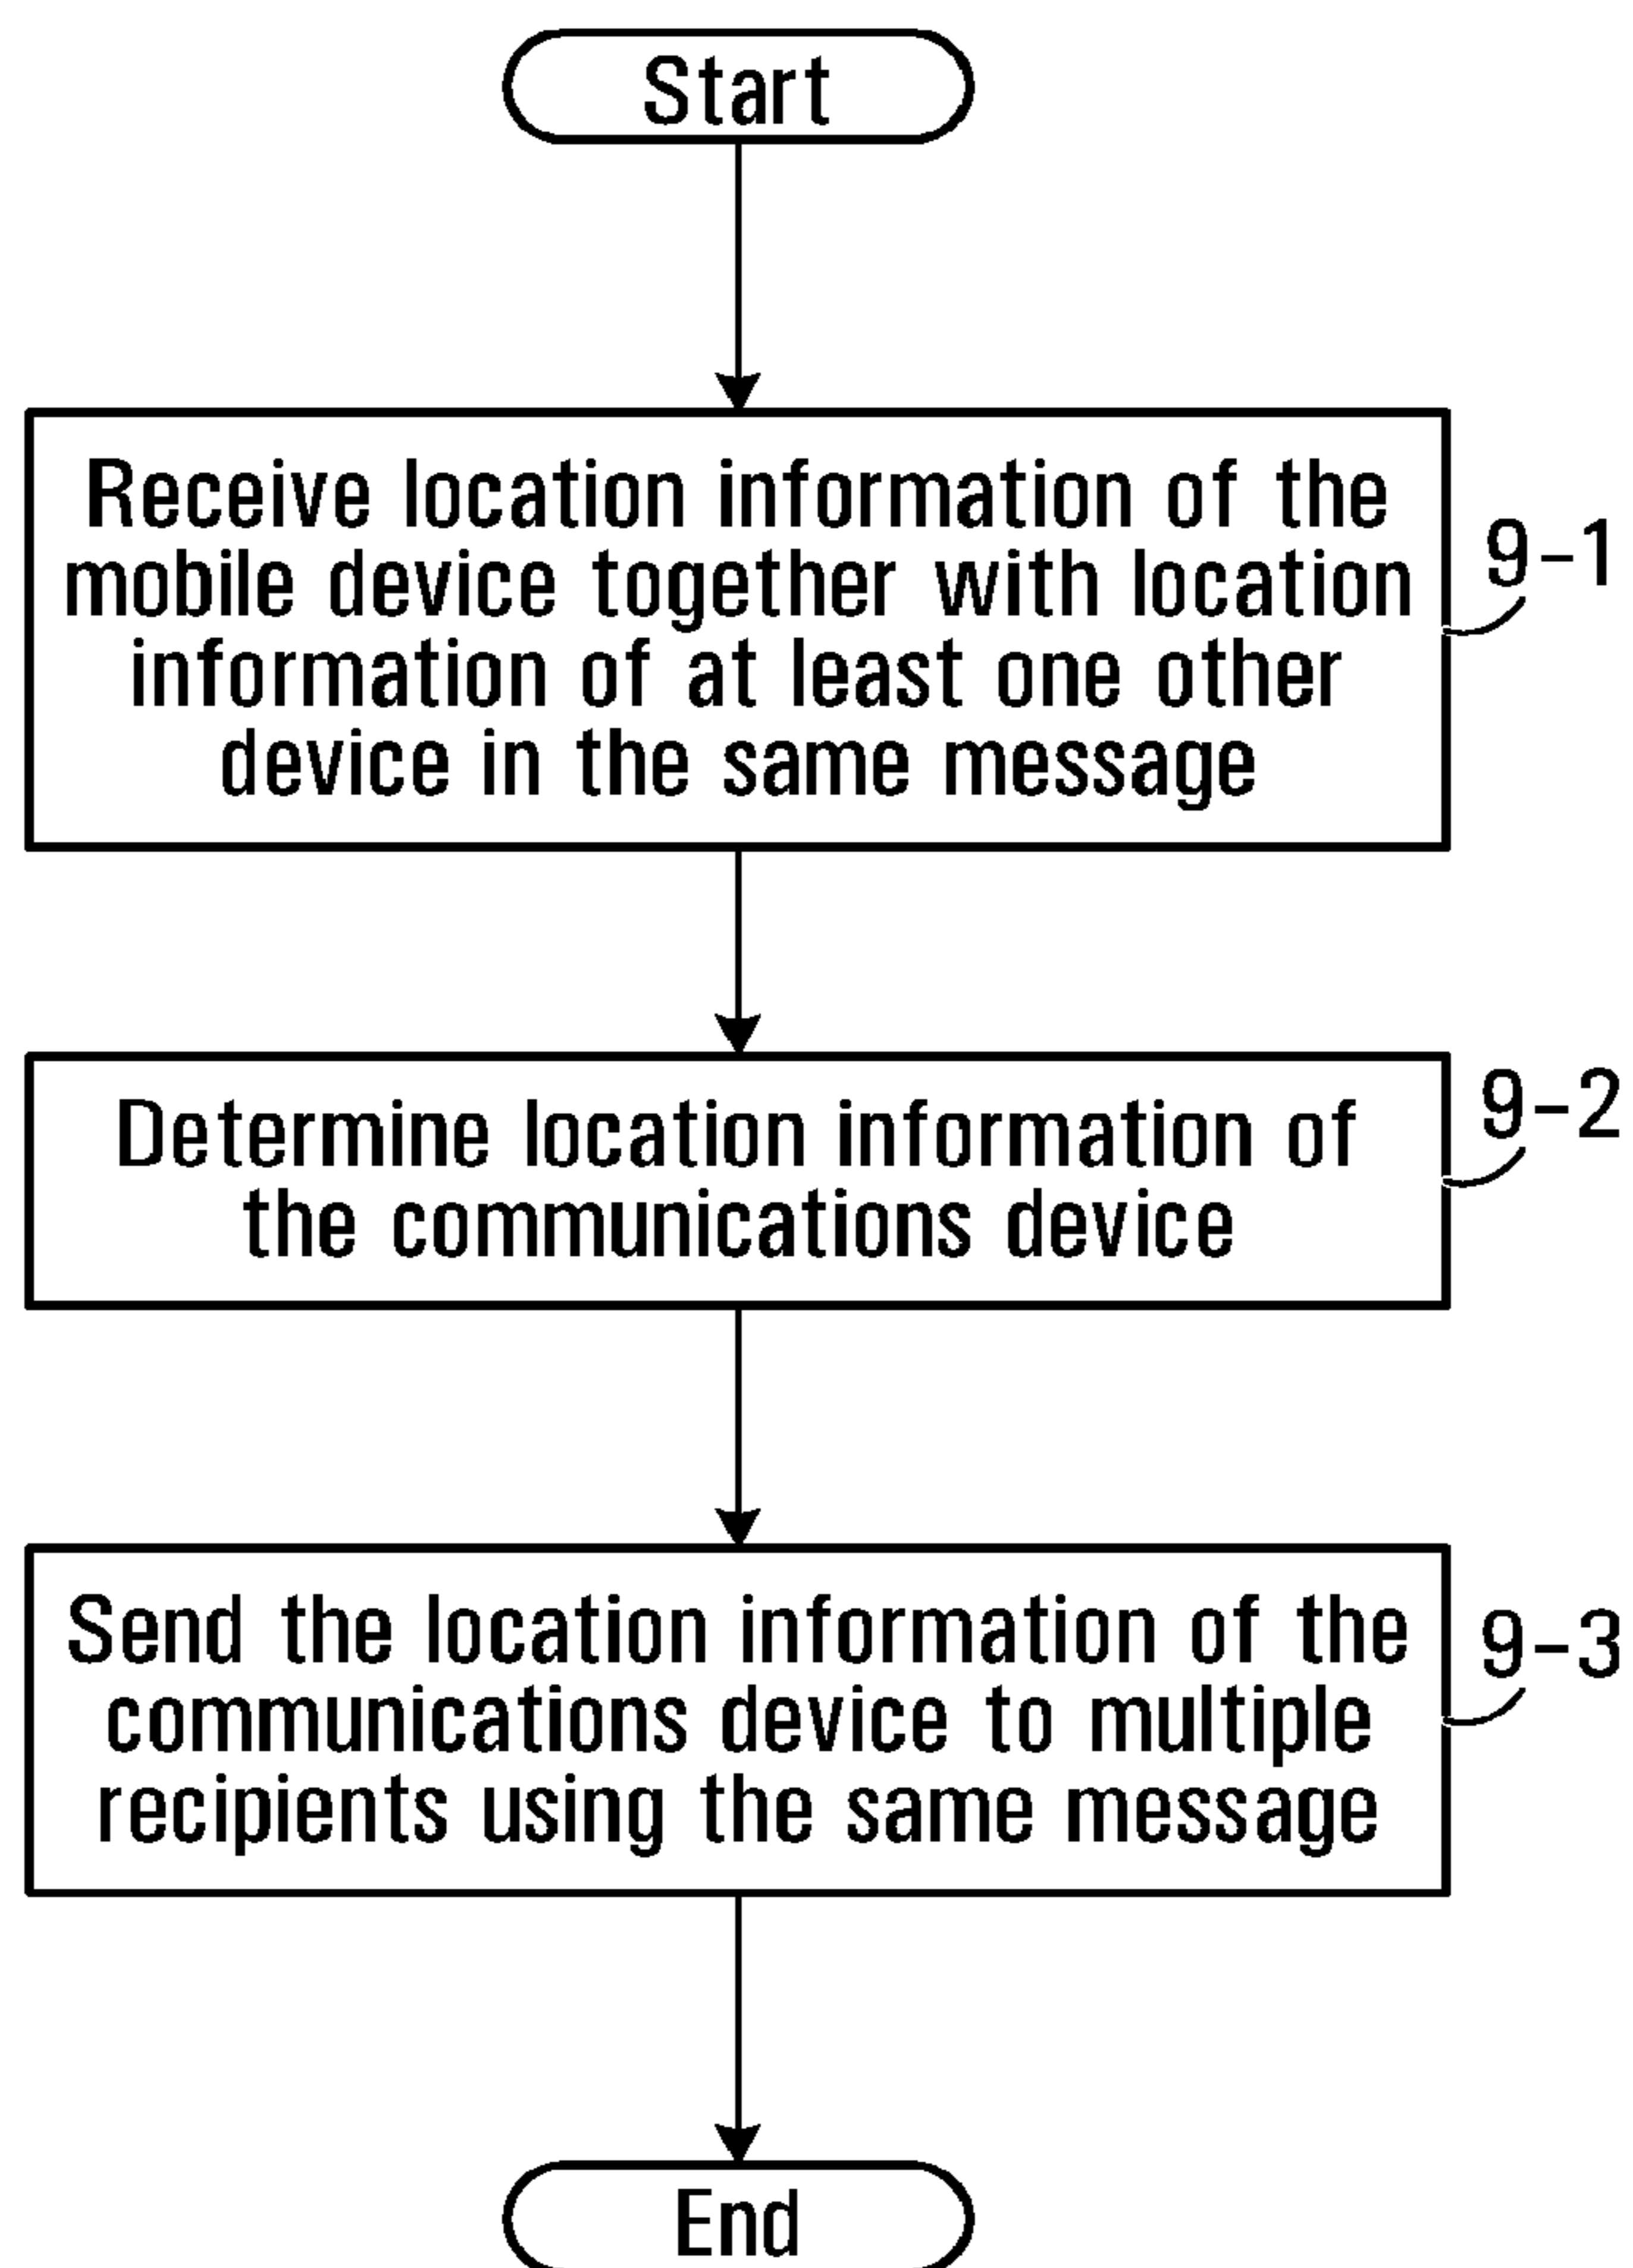 Start
Receive location information of the
mobile device together with location
information of at least one other
device in the same message
9-1
Determine location information of
the communications device
9-2
Send the location information of the
communications device to multiple
recipients using the same message
9-3
End